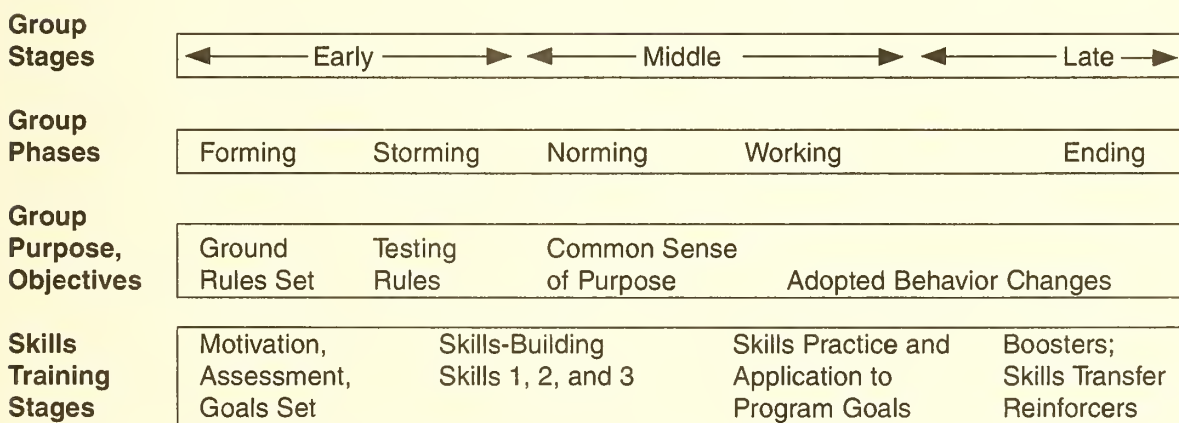 Group
Stages
Early Middle Late
Group
Phases
Forming Storming Norming Working Ending
Group
Purpose,
Objectives
Ground Testing Common Sense
Rules Set Rules of Purpose Adopted Behavior Changes
Skills Motivation, Skills-Building Skills Practice and Boosters;
Training Assessment, Skills 1, 2, and 3 Application to Skills Transfer
Stages Goals Set Program Goals Reinforcers